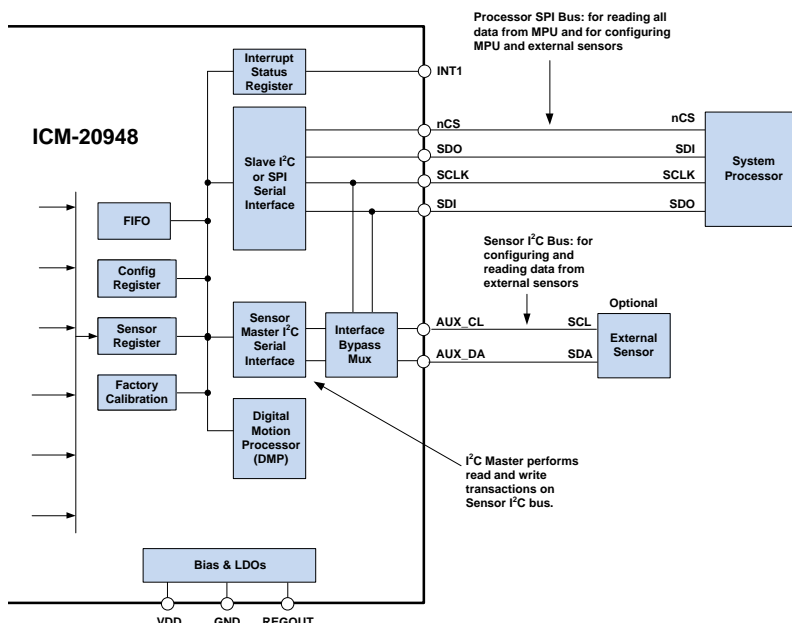 Processor SPI Bus: for reading all
data from MPU and for configuring
MPU and external sensors
Interrupt
Status
Register
INT1
ICM-20948
nCS
nCS
Slave I²C
or SPI
Serial
Interface
SDO
SDI
SCLK
SCLK
SDI
SDO
System
Processor
FIFO
Config
Register
Sensor I²C Bus: for
configuring and
reading data from
external sensors
Sensor
Register
Sensor
Master I²C
Serial
Interface
Interface
Bypass
Mux
AUX_CL
SCL
AUX_DA
SDA
Optional
External
Sensor
Factory
Calibration
Digital
Motion
Processor
(DMP)
I²C Master performs
read and write
transactions on
Sensor I²C bus.
Bias & LDOs
VDD
GND
REGOUT